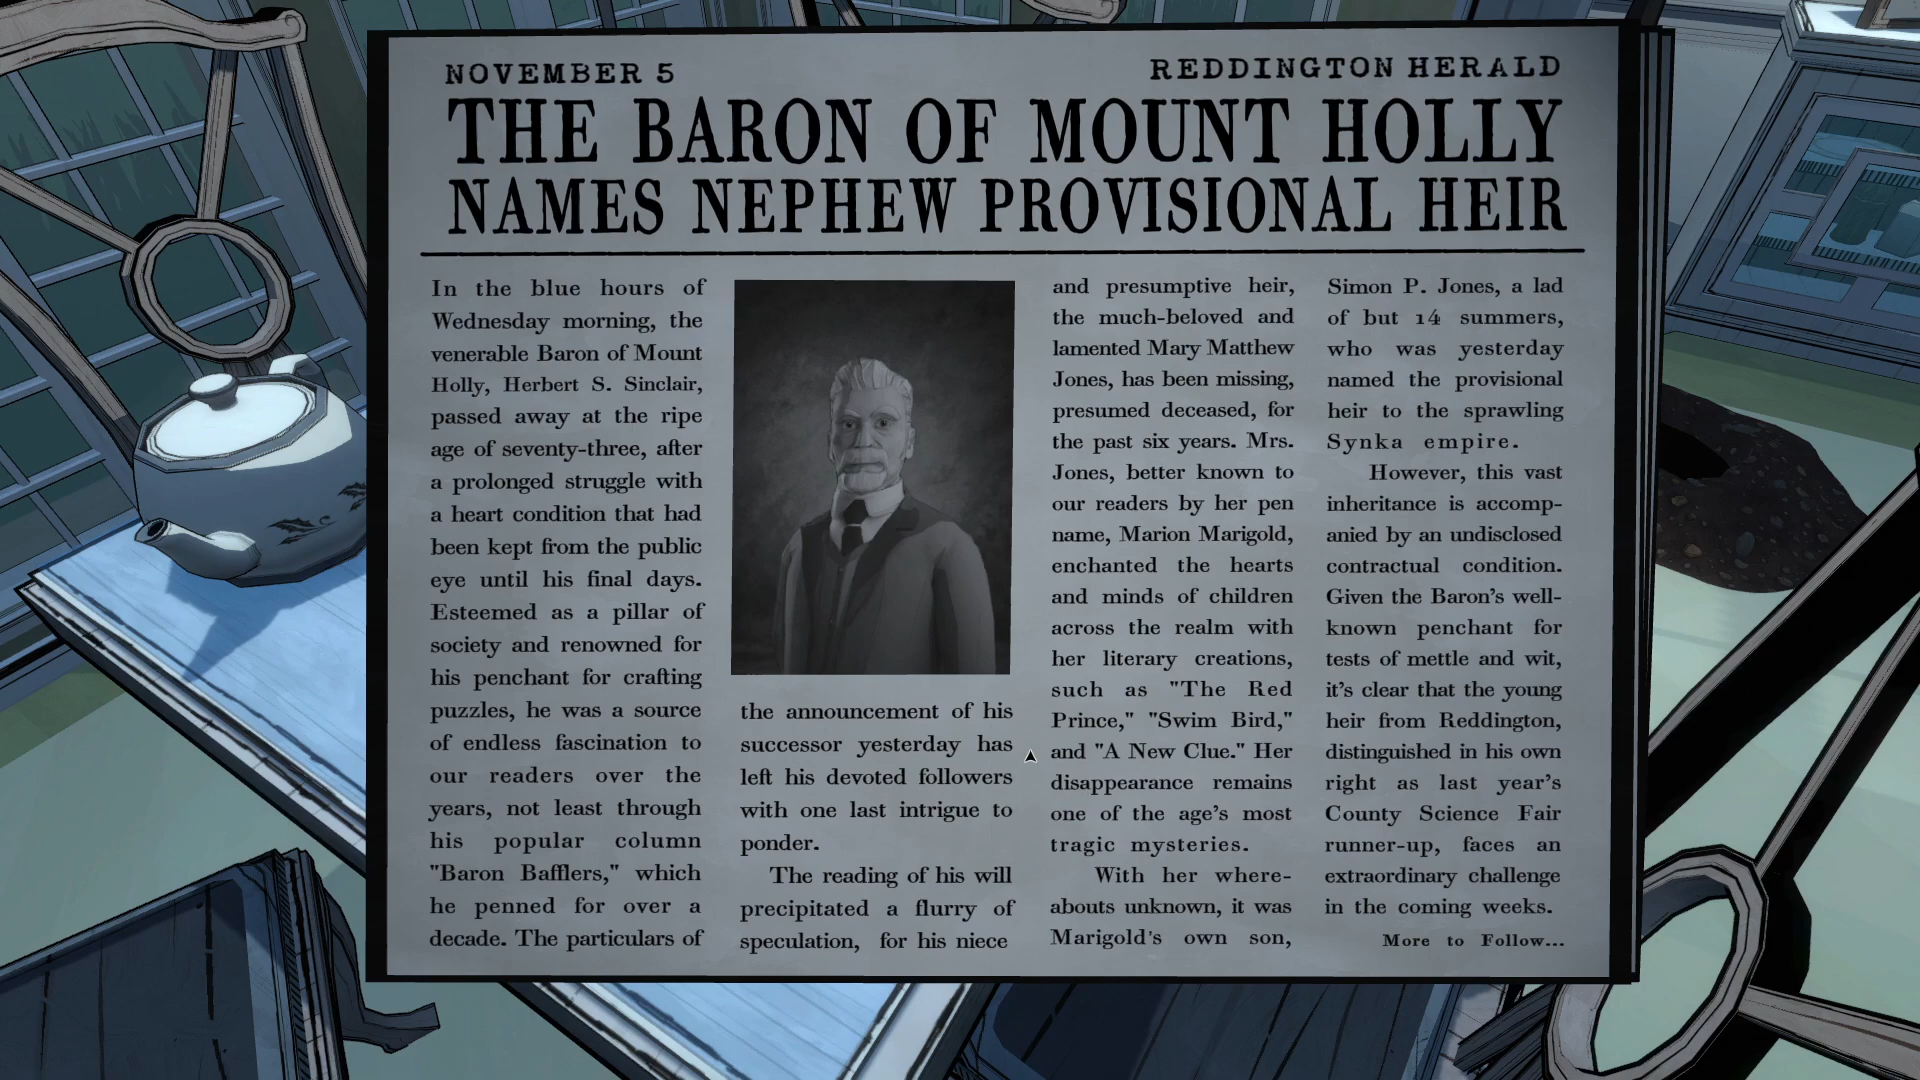 NOVEMBER 5
REDDINGTON HERALD
THE BARON OF MOUNT HOLLY
NAMES NEPHEW PROVISIONAL HEIR
In the blue hours of
Wednesday morning, the
venerable Baron of Mount
Holly, Herbert S. Sinclair,
passed away at the ripe
age of seventy-three, after
a prolonged struggle with
a heart condition that had
been kept from the public
eye until his final days.
Esteemed as a pillar of
society and renowned for
his penchant for crafting
puzzles, he was a source
of endless fascination to
our readers over the
years, not least through
his popular column
"Baron Bafflers," which
he penned for over a
decade. The particulars of
the announcement of his
successor yesterday has
left his devoted followers
with one last intrigue to
ponder.
The reading of his will
precipitated a flurry of
speculation, for his niece
and presumptive heir,
the much-beloved and
lamented Mary Matthew
Jones, has been missing,
presumed deceased, for
the past six years. Mrs.
Jones, better known to
our readers by her pen
name, Marion Marigold,
enchanted the hearts
and minds of children
across the realm with
her literary creations,
such as "The Red
Prince," "Swim Bird,"
and "A New Clue." Her
disappearance remains
one of the age's most
tragic mysteries.
With her where-
abouts unknown, it was
Marigold's own son,
Simon P. Jones, a lad
of but 14 summers,
who was yesterday
named the provisional
heir to the sprawling
Synka empire.
However, this vast
inheritance is accomp-
anied by an undisclosed
contractual condition.
Given the Baron's well-
known penchant for
tests of mettle and wit,
it's clear that the young
heir from Reddington,
distinguished in his own
right as last year's
County Science Fair
runner-up, faces an
extraordinary challenge
in the coming weeks.
More to Follow...